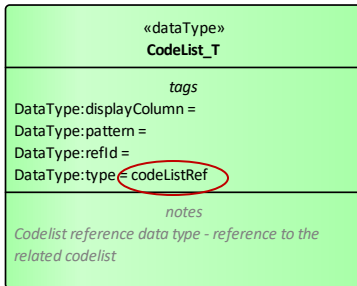 «dataType»
CodeList_T
tags
DataType:displayColumn =
DataType:pattern =
DataType:refId =
DataType:type = codeListRef
notes
Codelist reference data type - reference to the
related codelist